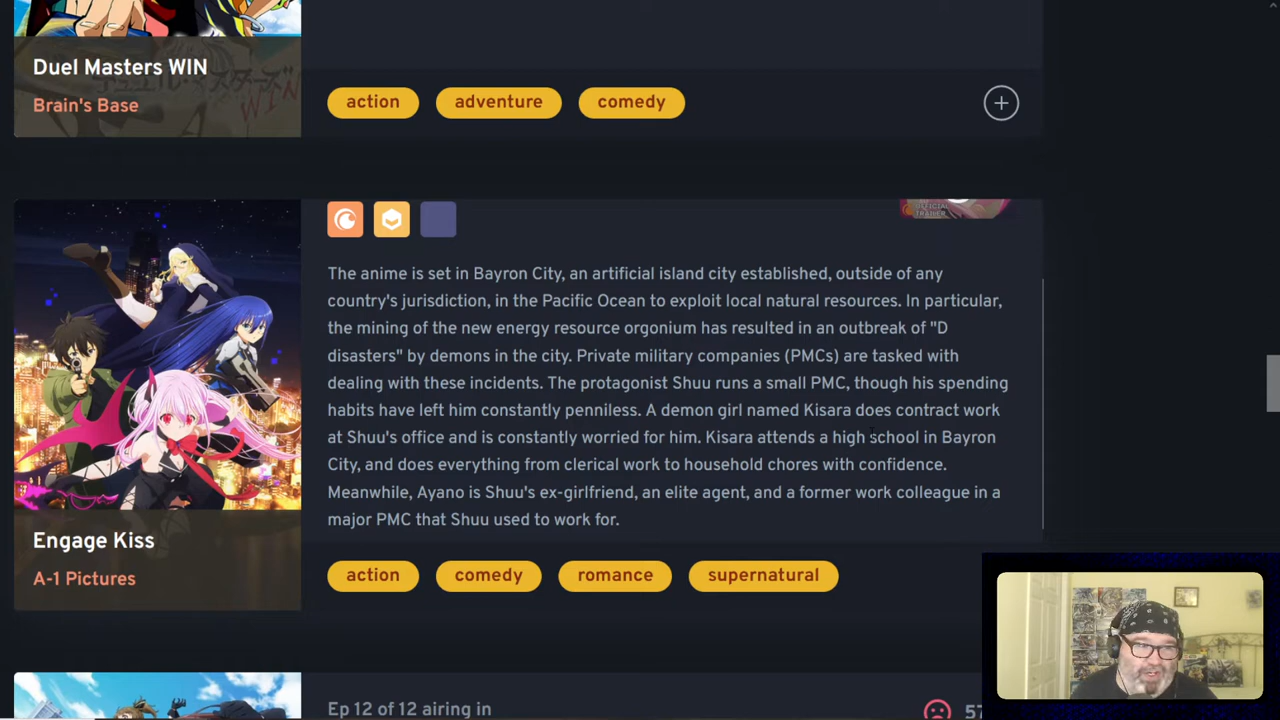 Duel Masters WIN
Brain's Base
action
adventure
comedy
OFFICIAL
TRAILER
The anime is set in Bayron City, an artificial island city established, outside of any
country's jurisdiction, in the Pacific Ocean to exploit local natural resources. In particular,
the mining of the new energy resource orgonium has resulted in an outbreak of "D
disasters" by demons in the city. Private military companies (PMCs) are tasked with
dealing with these incidents. The protagonist Shuu runs a small PMC, though his spending
habits have left him constantly penniless. A demon girl named Kisara does contract work
at Shuu's office and is constantly worried for him. Kisara attends a high school in Bayron
City, and does everything from clerical work to household chores with confidence.
Meanwhile, Ayano is Shuu's ex-girlfriend, an elite agent, and a former work colleague in a
major PMC that Shuu used to work for.
Engage Kiss
A-1 Pictures
action
comedy
romance
supernatural
Ep 12 of 12 airing in
57